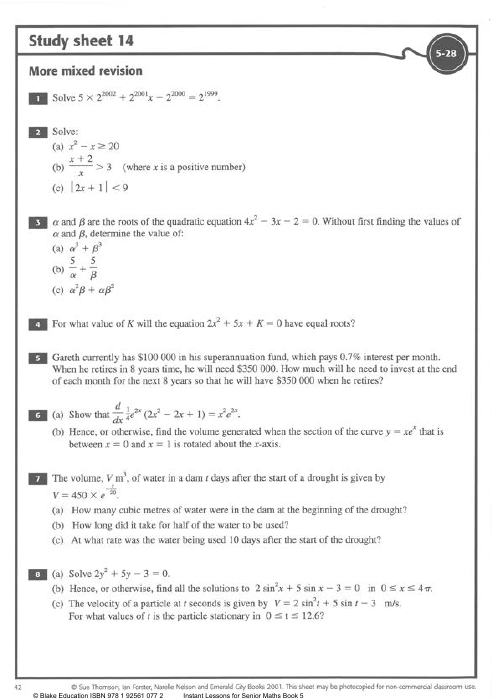 Study sheet 14
5-28
More mixed revision
1 Solve 5 × 2²⁰⁰² + 2²⁰⁰¹x − 2²⁰⁰⁰ = 2¹⁹⁹⁹.
2 Solve:
(a) x² − x ≥ 20
(b) (x + 2)/x > 3 (where x is a positive number)
(c) |2x + 1| < 9
3 α and β are the roots of the quadratic equation 4x² − 3x − 2 = 0. Without first finding the values of
α and β, determine the value of:
(a) α³ + β³
(b) 5/α + 5/β
(c) α²β + αβ²
4 For what value of K will the equation 2x² + 5x + K = 0 have equal roots?
5 Gareth currently has $100 000 in his superannuation fund, which pays 0.7% interest per month.
When he retires in 8 years time, he will need $350 000. How much will he need to invest at the end
of each month for the next 8 years so that he will have $350 000 when he retires?
6 (a) Show that d/dx ¼e²ˣ (2x² − 2x + 1) = x²e²ˣ.
(b) Hence, or otherwise, find the volume generated when the section of the curve y = xeˣ that is
between x = 0 and x = 1 is rotated about the x-axis.
7 The volume, V m³, of water in a dam t days after the start of a drought is given by
V = 450 × e^(−t/20).
(a) How many cubic metres of water were in the dam at the beginning of the drought?
(b) How long did it take for half of the water to be used?
(c) At what rate was the water being used 10 days after the start of the drought?
8 (a) Solve 2y² + 5y − 3 = 0.
(b) Hence, or otherwise, find all the solutions to 2 sin²x + 5 sin x − 3 = 0 in 0 ≤ x ≤ 4π.
(c) The velocity of a particle at t seconds is given by V = 2 sin²t + 5 sin t − 3 m/s.
For what values of t is the particle stationary in 0 ≤ t ≤ 12.6?
42 © Sue Thomson, Ian Forster, Narelle Nelson and Emerald City Books 2001. This sheet may be photocopied for non-commercial classroom use.
© Blake Education ISBN 978 1 92561 077 2 Instant Lessons for Senior Maths Book 5